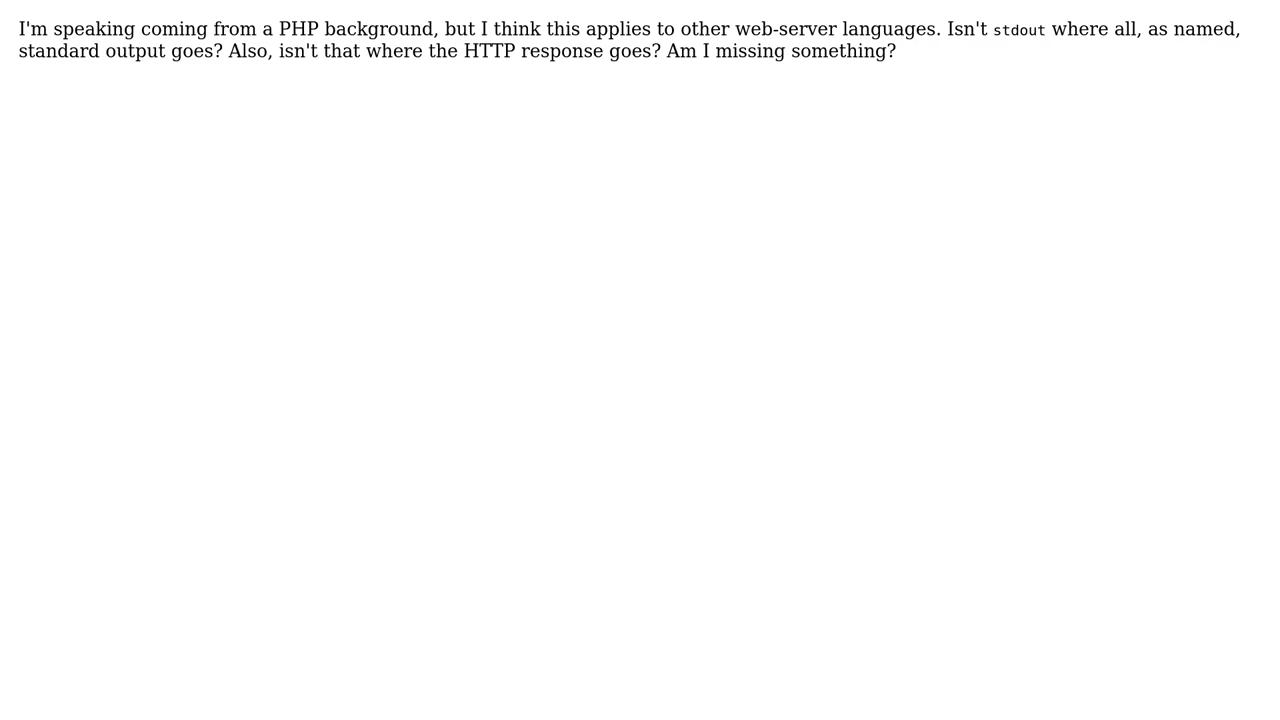 I'm speaking coming from a PHP background, but I think this applies to other web-server languages. Isn't stdout where all, as named,
standard output goes? Also, isn't that where the HTTP response goes? Am I missing something?